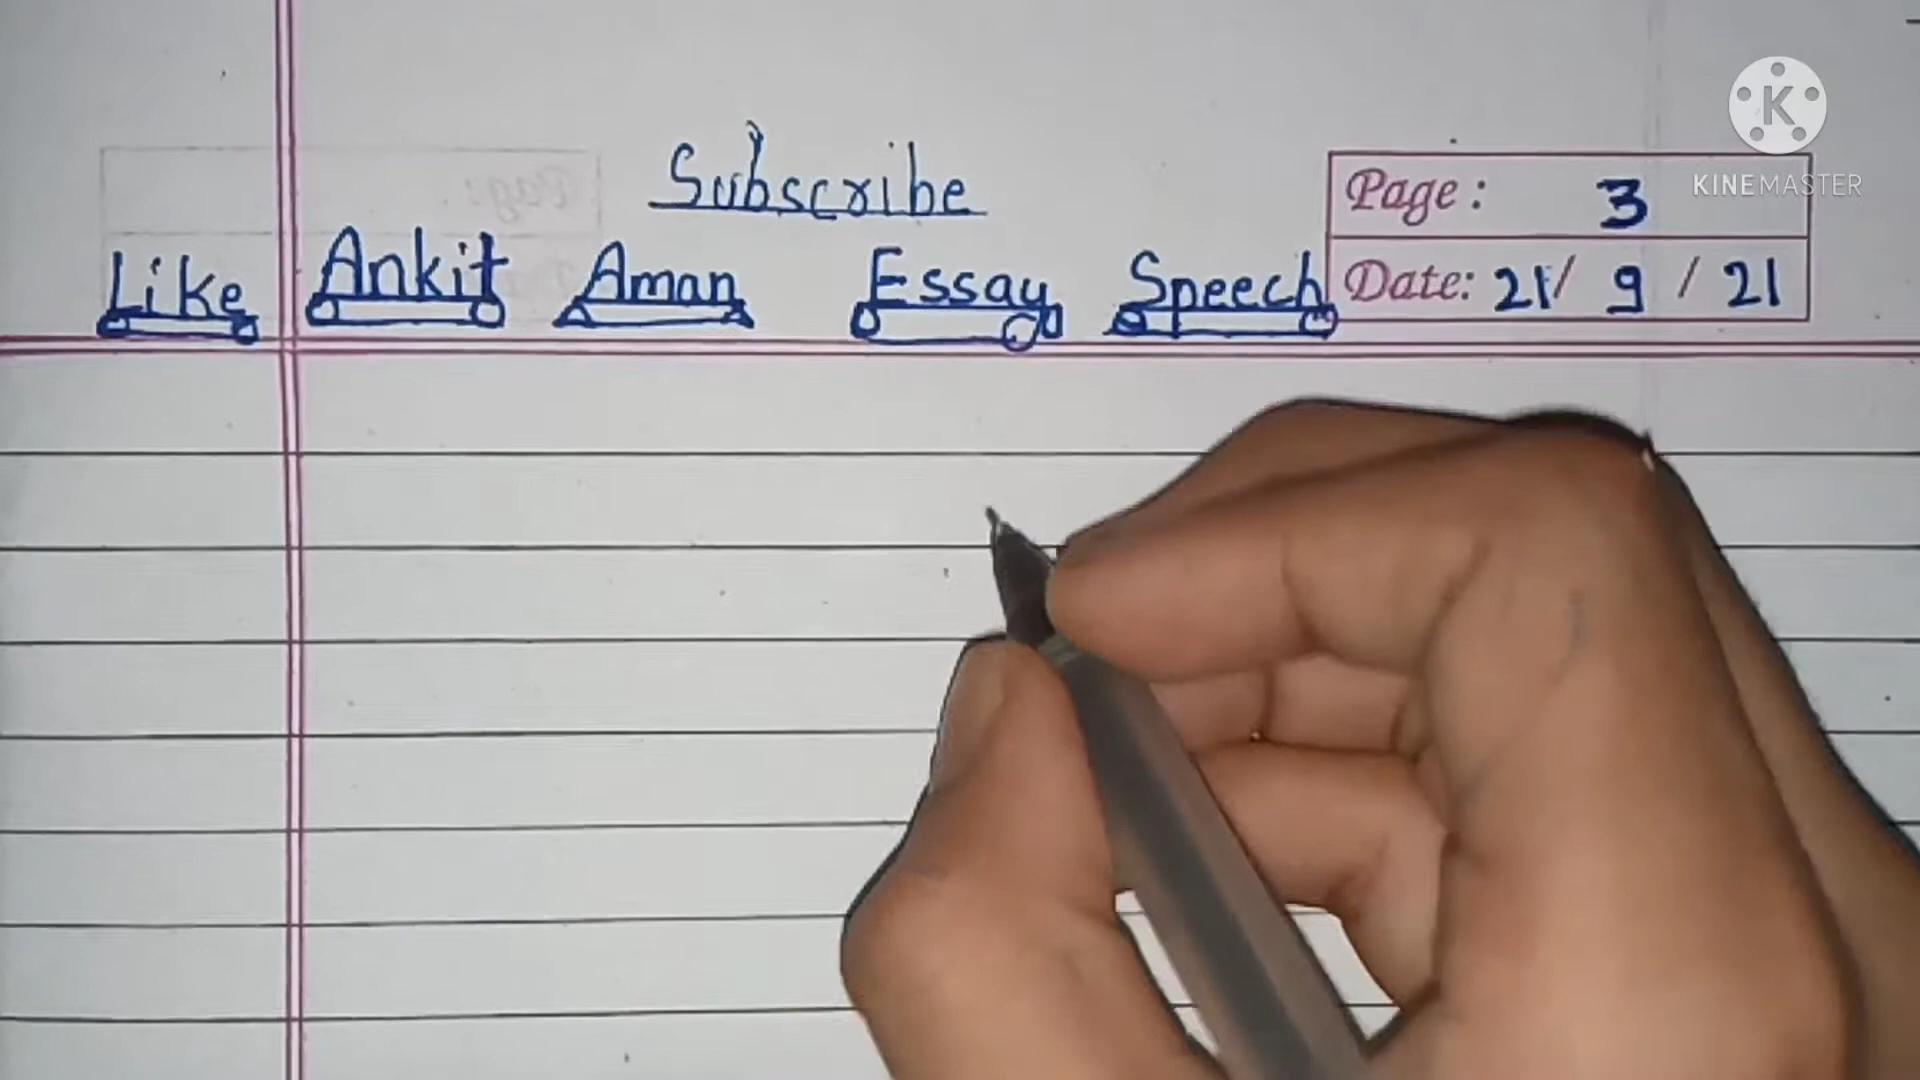 Subscribe
Page: 3
K
KINEMASTER
Like Ankit Aman Essay Speech
Date: 21/ 9 / 21